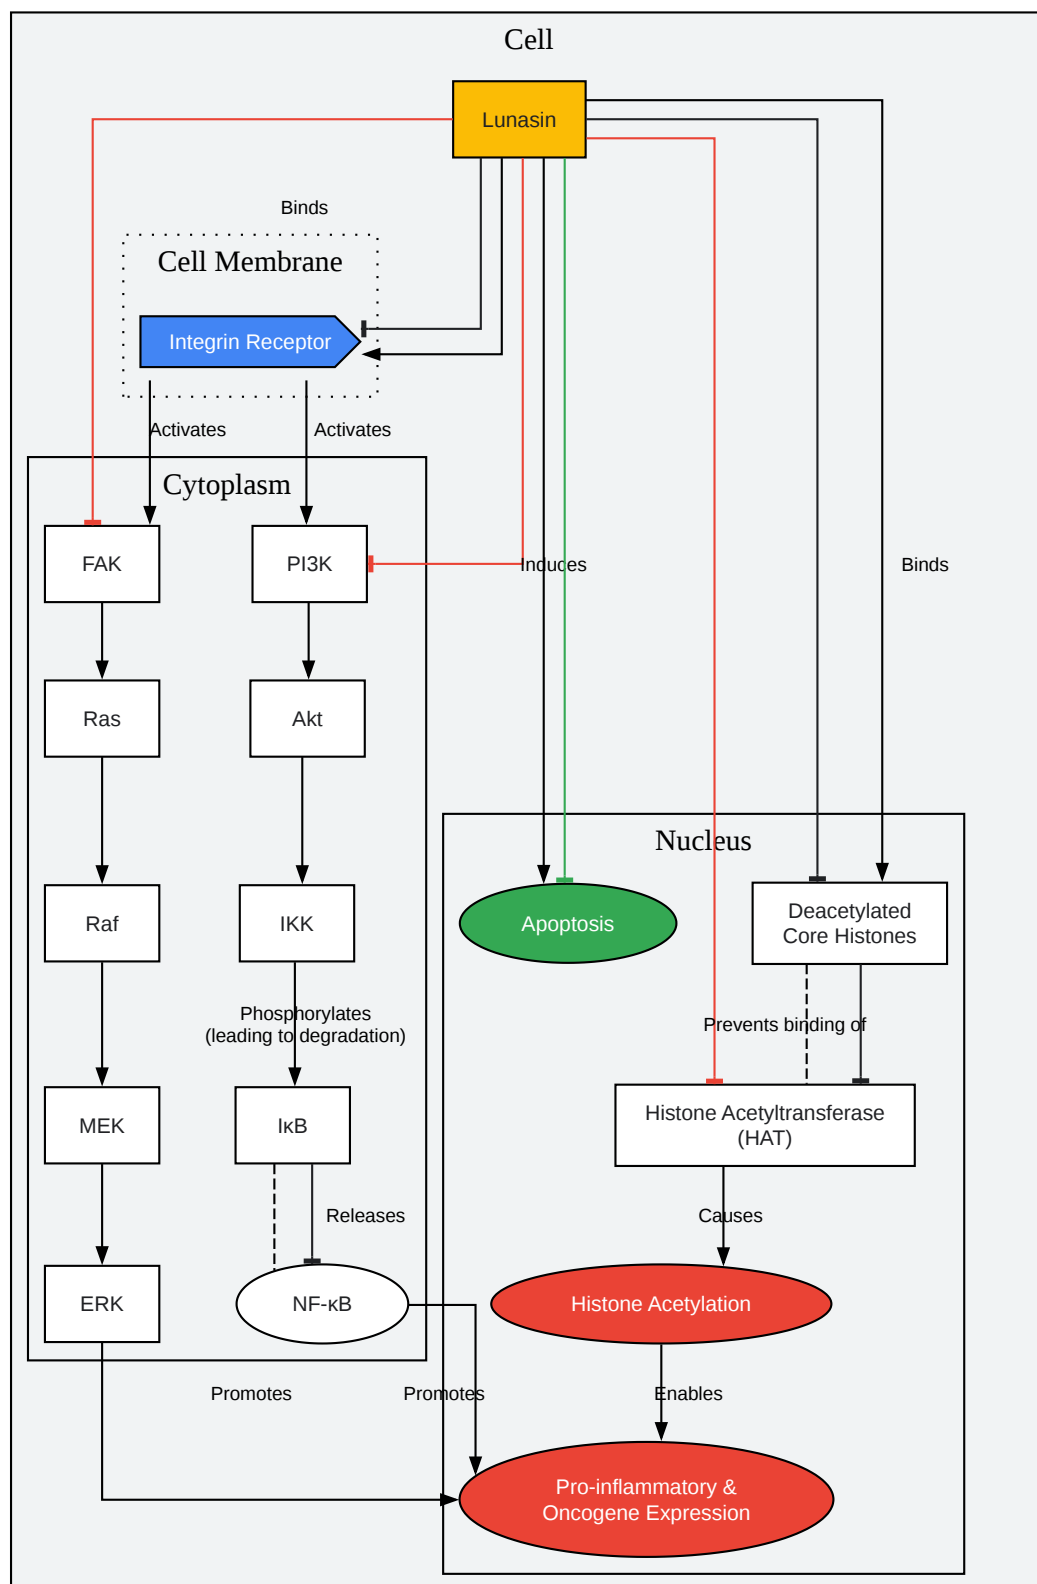 Cell
Lunasin
Binds
Cell Membrane
Integrin Receptor
Activates
Activates
Cytoplasm
FAK
PI3K
Induces
Binds
Ras
Akt
Nucleus
Raf
IKK
Apoptosis
Deacetylated
Core Histones
Phosphorylates
(leading to degradation)
Prevents binding of
MEK
IκB
Histone Acetyltransferase
(HAT)
Releases
Causes
ERK
NF-κB
Histone Acetylation
Promotes
Promotes
Enables
Pro-inflammatory &
Oncogene Expression